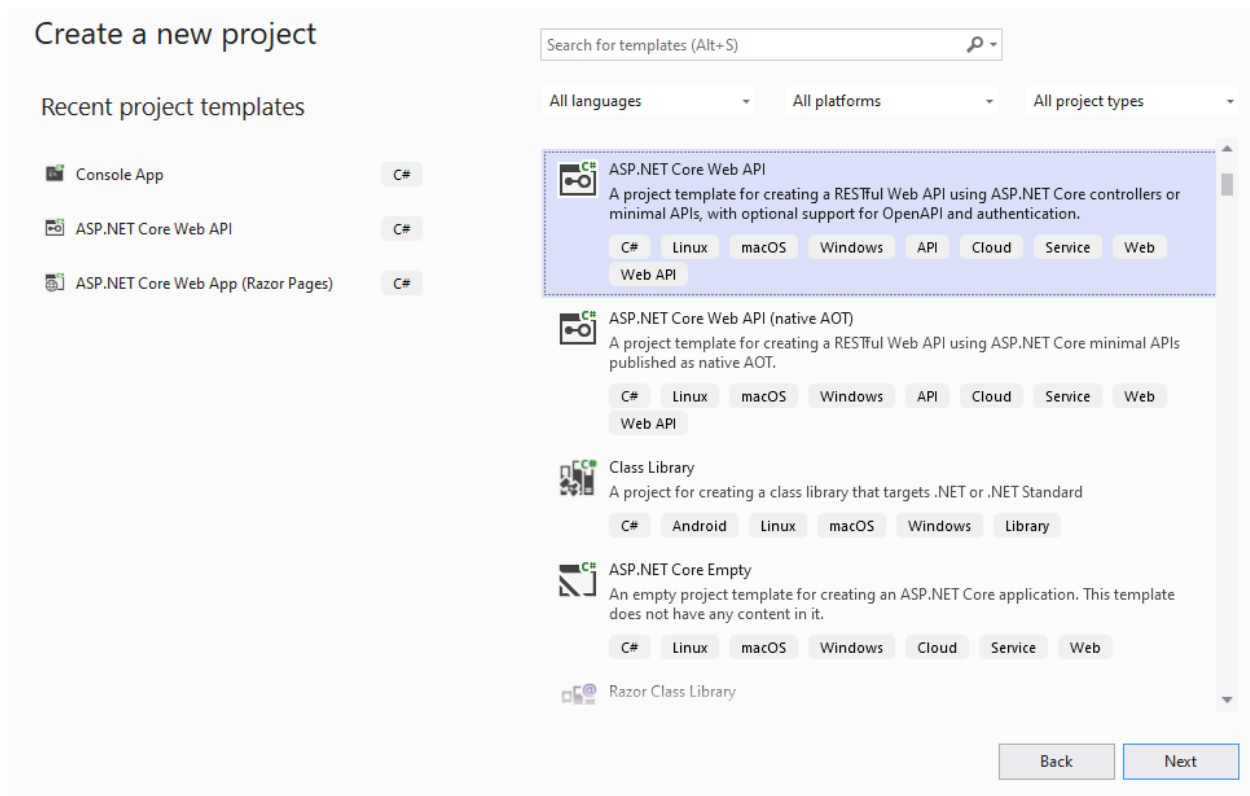 Create a new project
Search for templates (Alt+S)
All languages
All platforms
All project types
Recent project templates
Console App
C#
ASP.NET Core Web API
C#
ASP.NET Core Web App (Razor Pages)
C#
ASP.NET Core Web API
A project template for creating a RESTful Web API using ASP.NET Core controllers or
minimal APIs, with optional support for OpenAPI and authentication.
C# Linux macOS Windows API Cloud Service Web
Web API
ASP.NET Core Web API (native AOT)
A project template for creating a RESTful Web API using ASP.NET Core minimal APIs
published as native AOT.
C# Linux macOS Windows API Cloud Service Web
Web API
Class Library
A project for creating a class library that targets .NET or .NET Standard
C# Android Linux macOS Windows Library
ASP.NET Core Empty
An empty project template for creating an ASP.NET Core application. This template
does not have any content in it.
C# Linux macOS Windows Cloud Service Web
Razor Class Library
Back
Next